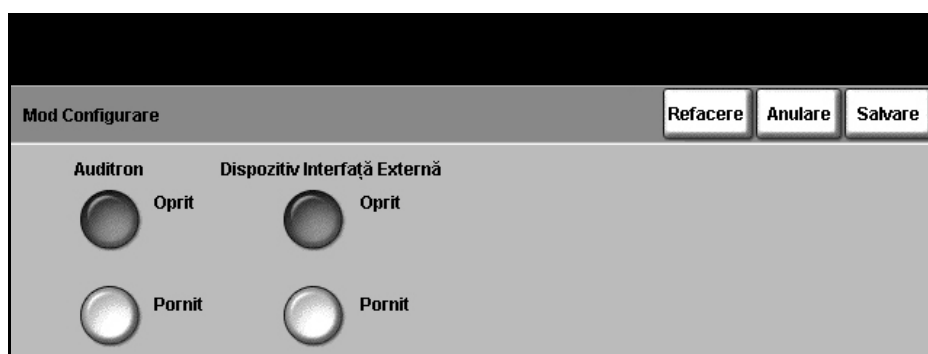 Mod Configurare
Refacere
Anulare
Salvare
Auditron
Dispozitiv Interfață Externă
Oprit
Oprit
Pornit
Pornit